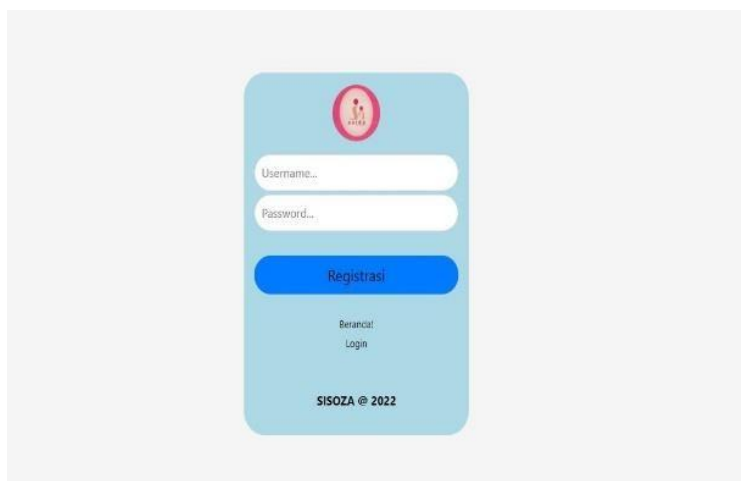 Username...
Password...
Registrasi
Beranda!
Login
SISOZA @ 2022